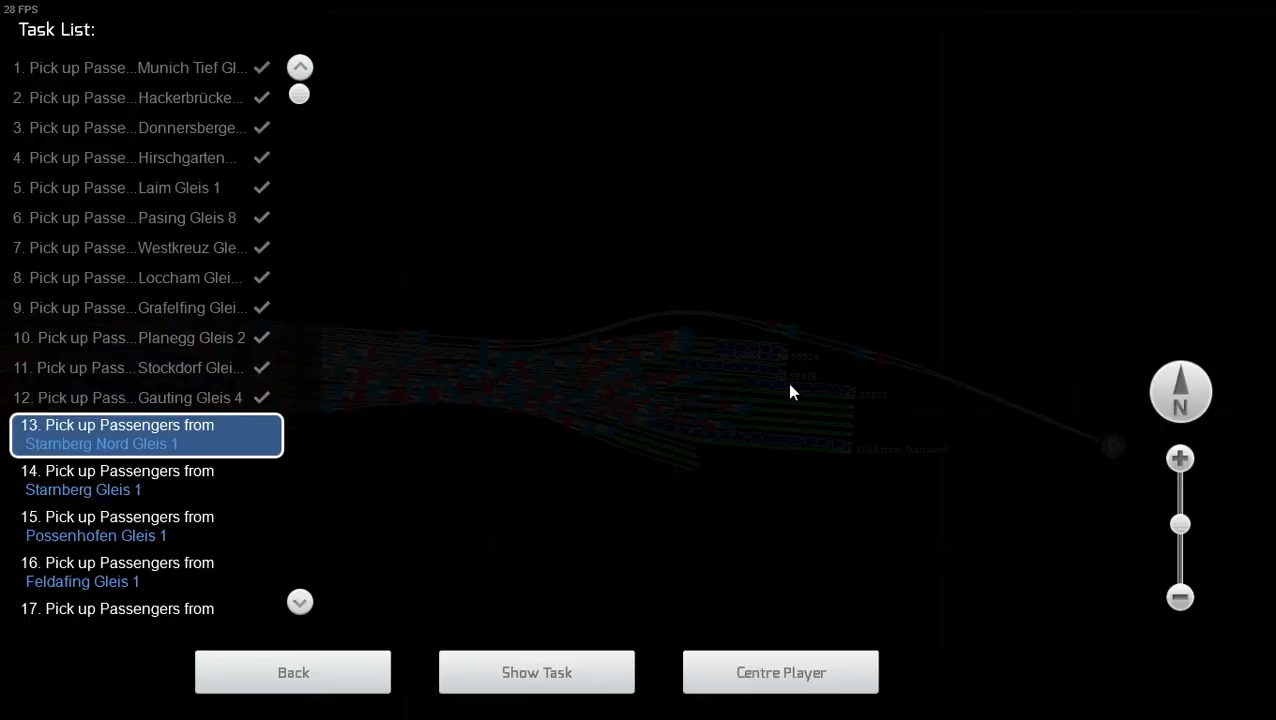 28 FPS
Task List:
1. Pick up Passe...Munich Tief Gl...
2. Pick up Passe...Hackerbrücke...
3. Pick up Passe...Donnersberge...
4. Pick up Passe...Hirschgarten...
5. Pick up Passe...Laim Gleis 1
6. Pick up Passe...Pasing Gleis 8
7. Pick up Passe...Westkreuz Gle...
8. Pick up Passe...Loccham Glei...
9. Pick up Passe...Grafelfing Glei...
10. Pick up Pass...Planegg Gleis 2
11. Pick up Pass...Stockdorf Glei...
12. Pick up Pass...Gauting Gleis 4
13. Pick up Passengers from
Starnberg Nord Gleis 1
14. Pick up Passengers from
Starnberg Gleis 1
15. Pick up Passengers from
Possenhofen Gleis 1
16. Pick up Passengers from
Feldafing Gleis 1
17. Pick up Passengers from
N
Back
Show Task
Centre Player